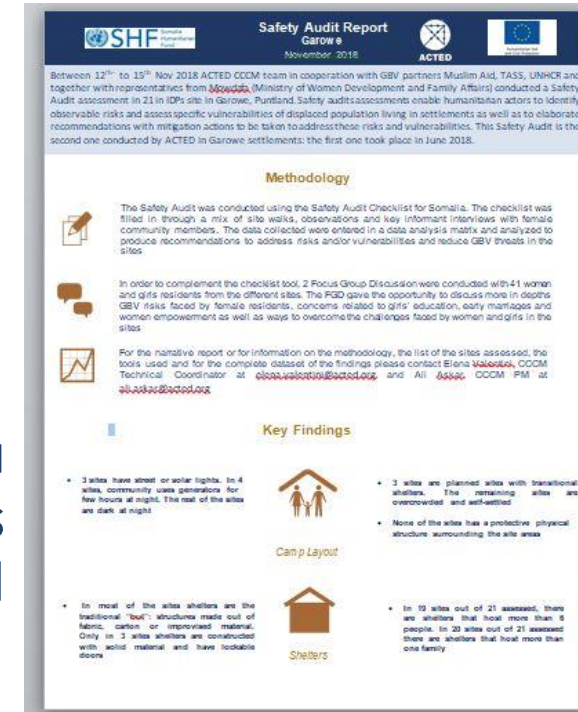 SHF Somalia
Humanitarian
Fund
Safety Audit Report
Garowe
November 2018
ACTED
Between 12th to 15th Nov 2018 ACTED CCCM team in cooperation with GBV partners Muslim Aid, TASS, UNHCR and
together with representatives from Mowdafa (Ministry of Women Development and Family Affairs) conducted a Safety
Audit assessment in 21 in IDPs site in Garowe, Puntland. Safety audits assessments enable humanitarian actors to identify
observable risks and assess specific vulnerabilities of displaced population living in settlements as well as to elaborate
recommendations with mitigation actions to be taken to address these risks and vulnerabilities. This Safety Audit is the
second one conducted by ACTED in Garowe settlements: the first one took place in June 2018.
Methodology
The Safety Audit was conducted using the Safety Audit Checklist for Somalia. The checklist was
filled in through a mix of site walks, observations and key informant interviews with female
community members. The data collected were entered in a data analysis matrix and analyzed to
produce recommendations to address risks and/or vulnerabilities and reduce GBV threats in the
sites
In order to complement the checklist tool, 2 Focus Group Discussion were conducted with 41 women
and girls residents from the different sites. The FGD gave the opportunity to discuss more in depths
GBV risks faced by female residents, concerns related to girls' education, early marriages and
women empowerment as well as ways to overcome the challenges faced by women and girls in the
sites
For the narrative report or for information on the methodology, the list of the sites assessed, the
tools used and for the complete dataset of the findings please contact Elena Valentini, CCCM
Technical Coordinator at elena.valentini@acted.org and Ali Askar, CCCM PM at
ali.askar@acted.org
Key Findings
• 3 sites have street or solar lights. In 4
sites, community uses generators for
few hours at night. The rest of the sites
are dark at night
Camp Layout
• 3 sites are planned sites with transitional
shelters. The remaining sites are
overcrowded and self-settled
• None of the sites has a protective physical
structure surrounding the site areas
• In most of the sites shelters are the
traditional "bul": structures made out of
fabric, carton or improvised material.
Only in 3 sites shelters are constructed
with solid material and have lockable
doors
Shelters
• In 19 sites out of 21 assessed, there
are shelters that host more than 6
people. In 20 sites out of 21 assessed
there are shelters that host more than
one family